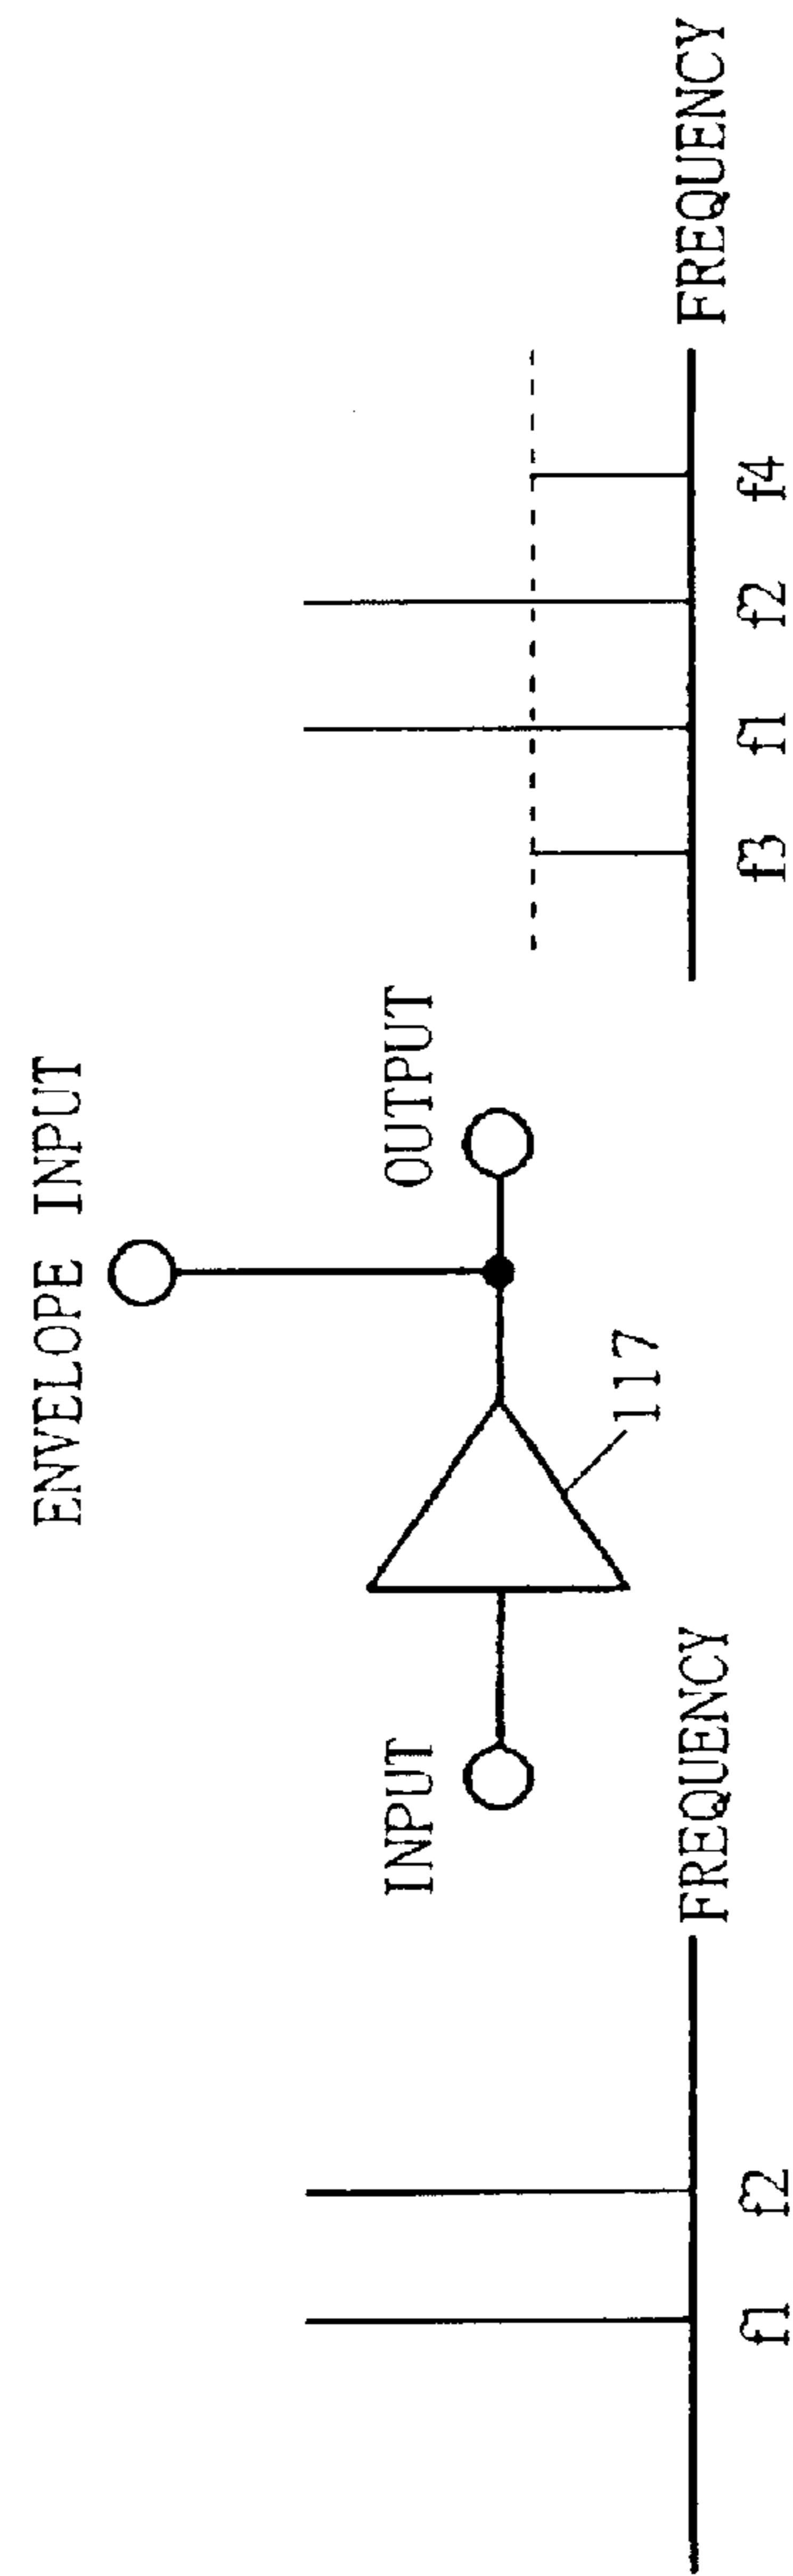 ENVELOPE INPUT
INPUT
OUTPUT
117
FREQUENCY
f1 f2
FREQUENCY
f3 f1 f2 f4